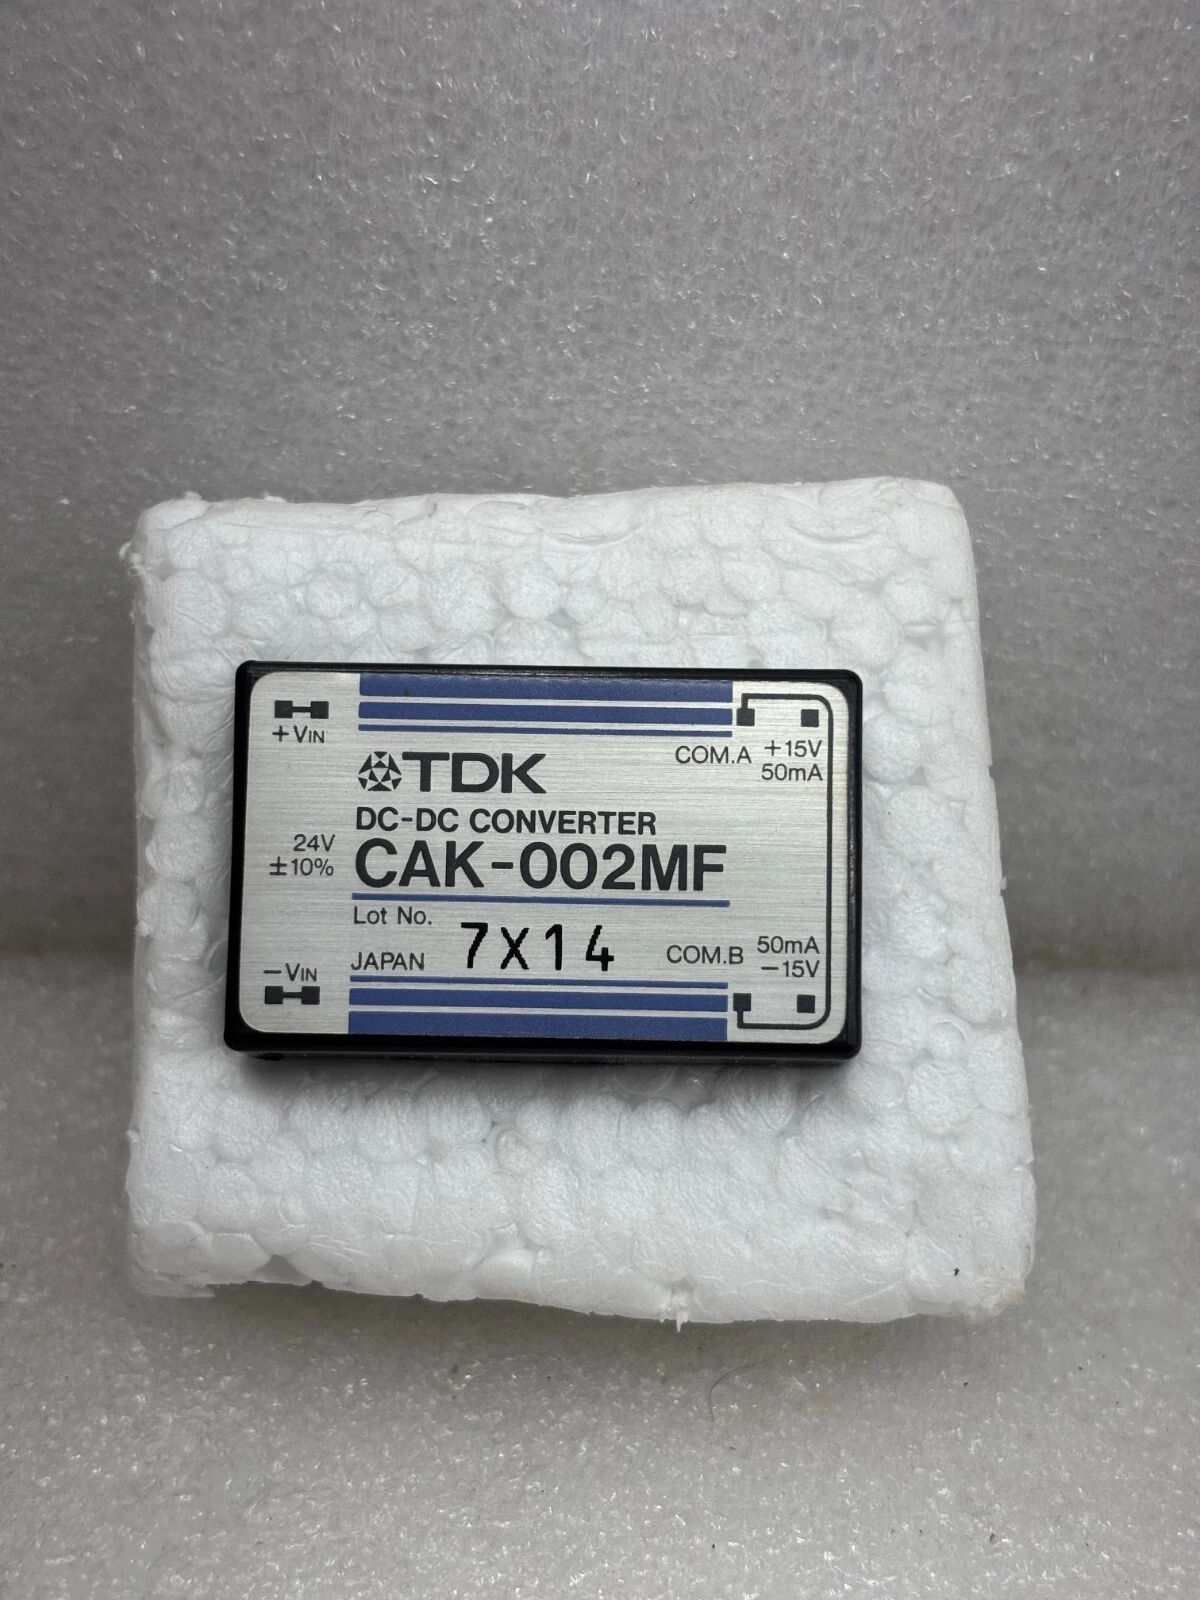 +VIN
TDK
COM.A +15V
50mA
DC-DC CONVERTER
24V
±10%
CAK-002MF
Lot No. 7X14
JAPAN
COM.B 50mA
-15V
-VIN